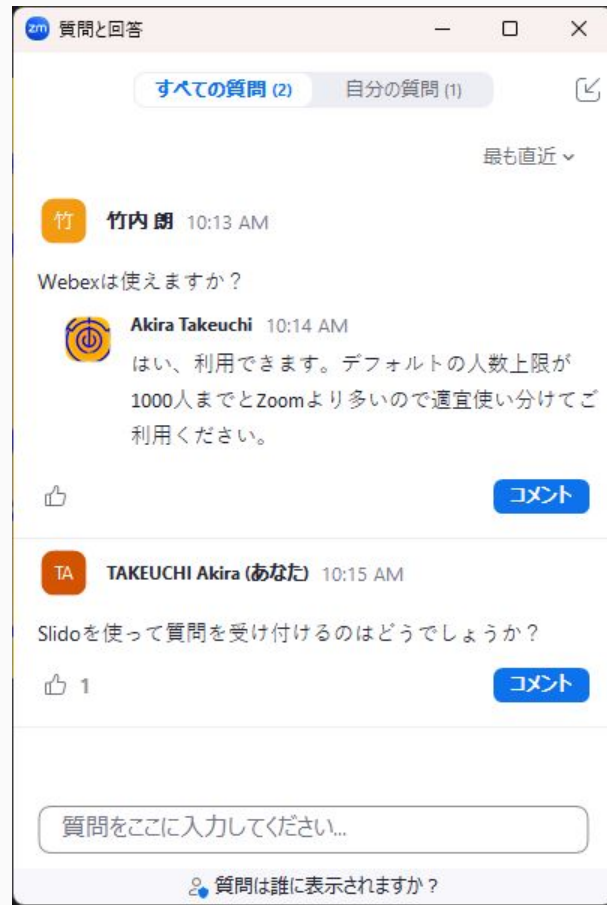 zm 質問と回答
すべての質問 (2) 自分の質問 (1)
最も直近
竹 竹内 朗 10:13 AM
Webexは使えますか？
Akira Takeuchi 10:14 AM
はい、利用できます。デフォルトの人数上限が
1000人までとZoomより多いので適宜使い分けてご
利用ください。
コメント
TA TAKEUCHI Akira (あなた) 10:15 AM
Slidoを使って質問を受け付けるのはどうでしょうか？
1 コメント
質問をここに入力してください...
質問は誰に表示されますか？